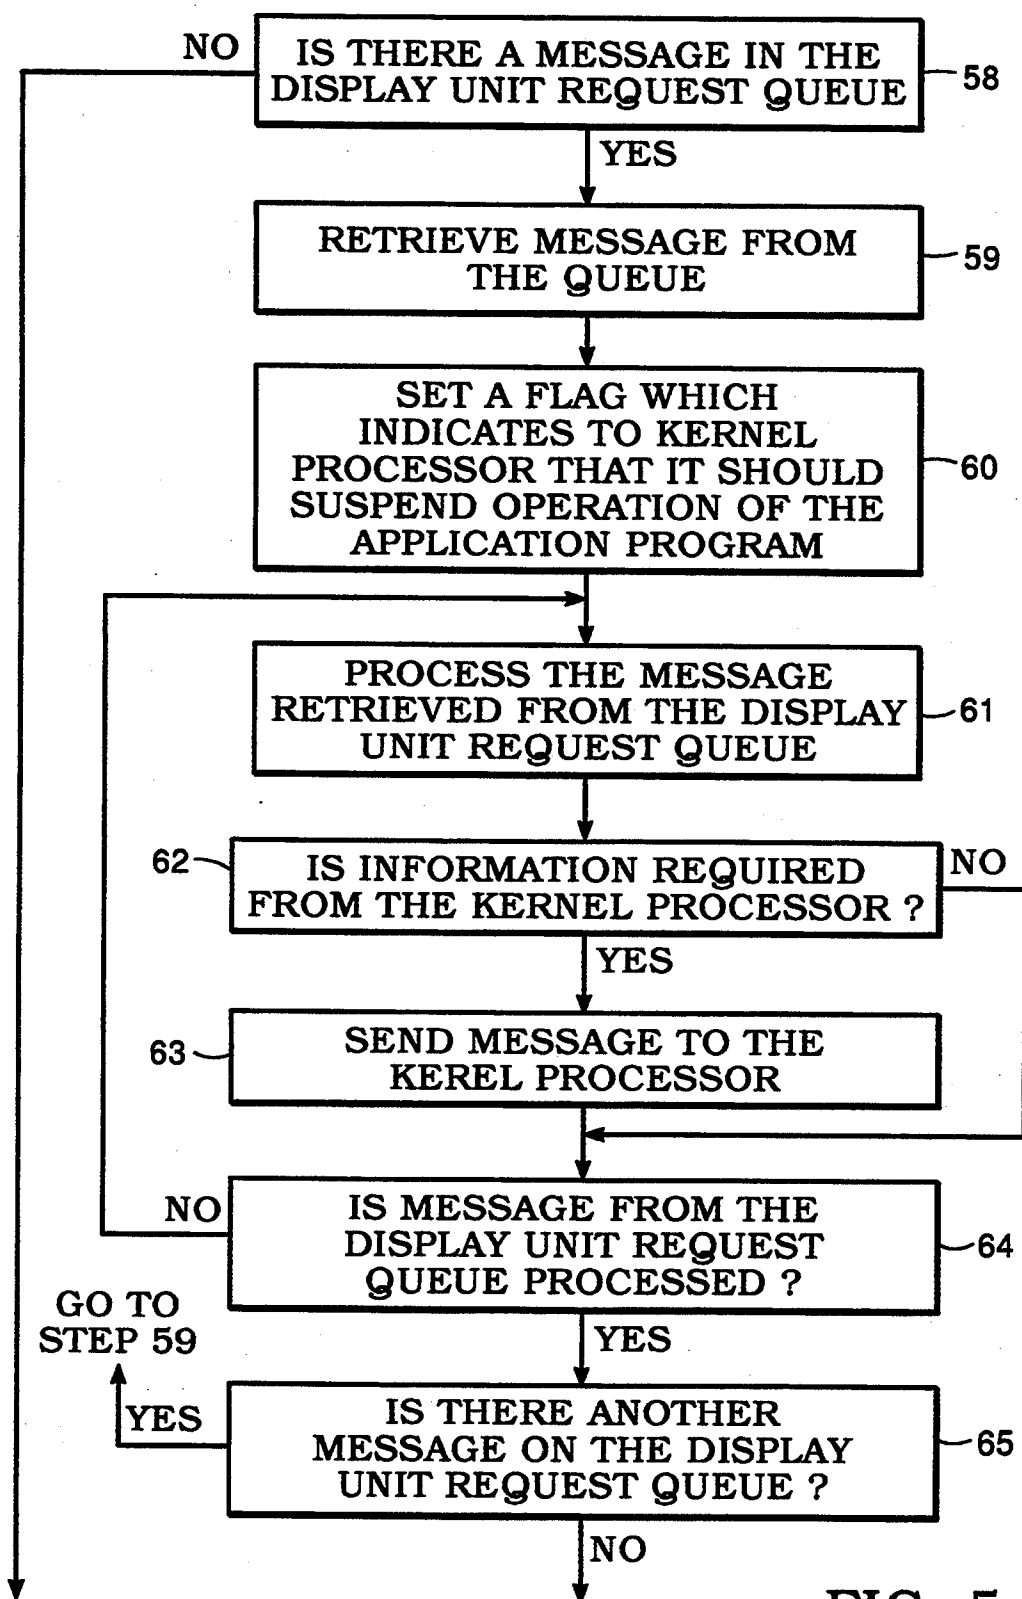 NO
IS THERE A MESSAGE IN THE
DISPLAY UNIT REQUEST QUEUE
58
YES
RETRIEVE MESSAGE FROM
THE QUEUE
59
SET A FLAG WHICH
INDICATES TO KERNEL
PROCESSOR THAT IT SHOULD
SUSPEND OPERATION OF THE
APPLICATION PROGRAM
60
PROCESS THE MESSAGE
RETRIEVED FROM THE DISPLAY
UNIT REQUEST QUEUE
61
62
IS INFORMATION REQUIRED
FROM THE KERNEL PROCESSOR ?
NO
YES
63
SEND MESSAGE TO THE
KEREL PROCESSOR
NO
IS MESSAGE FROM THE
DISPLAY UNIT REQUEST
QUEUE PROCESSED ?
64
GO TO
STEP 59
YES
YES
IS THERE ANOTHER
MESSAGE ON THE DISPLAY
UNIT REQUEST QUEUE ?
65
NO